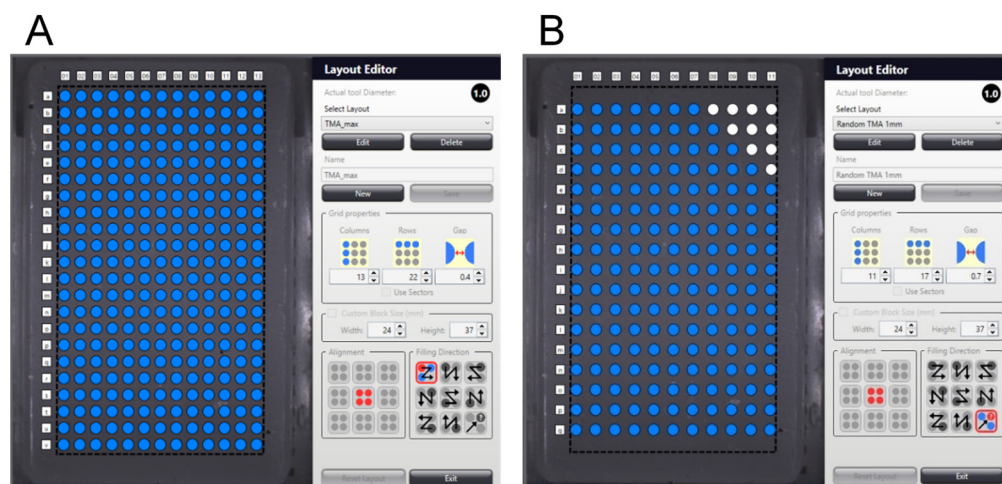 A
01 02 03 04 05 06 07 08 09 10 11 12 13
a
b
c
d
e
f
g
h
i
j
k
l
m
n
o
p
q
r
s
t
u
v
Layout Editor
Actual tool Diameter: 1.0
Select Layout
TMA_max
Edit Delete
Name
TMA_max
New Save
Grid properties
Columns Rows Gap
13 22 0.4
Use Sectors
Custom Block Size (mm)
Width: 24 Height: 37
Alignment Filling Direction
?
Reset Layout Exit
B
01 02 03 04 05 06 07 08 09 10 11
a
b
c
d
e
f
g
h
i
j
k
l
m
n
o
p
q
Layout Editor
Actual tool Diameter: 1.0
Select Layout
Random TMA 1mm
Edit Delete
Name
Random TMA 1mm
New Save
Grid properties
Columns Rows Gap
11 17 0.7
Use Sectors
Custom Block Size (mm)
Width: 24 Height: 37
Alignment Filling Direction
?
Reset Layout Exit